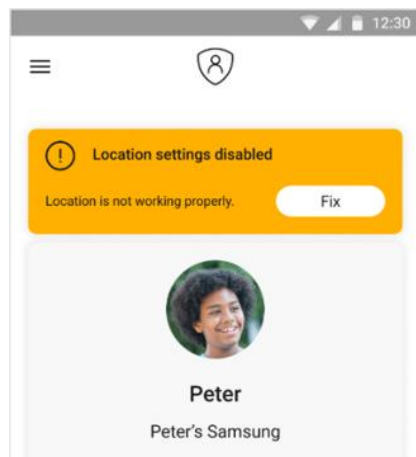 12:30
Location settings disabled
Location is not working properly.
Fix
Peter
Peter's Samsung